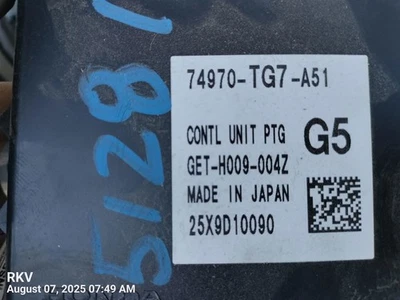 51281
74970-TG7-A51
CONTL UNIT PTG G5
GET-H009-004Z
MADE IN JAPAN
25X9D10090
RKV
August 07, 2025 07:49 AM